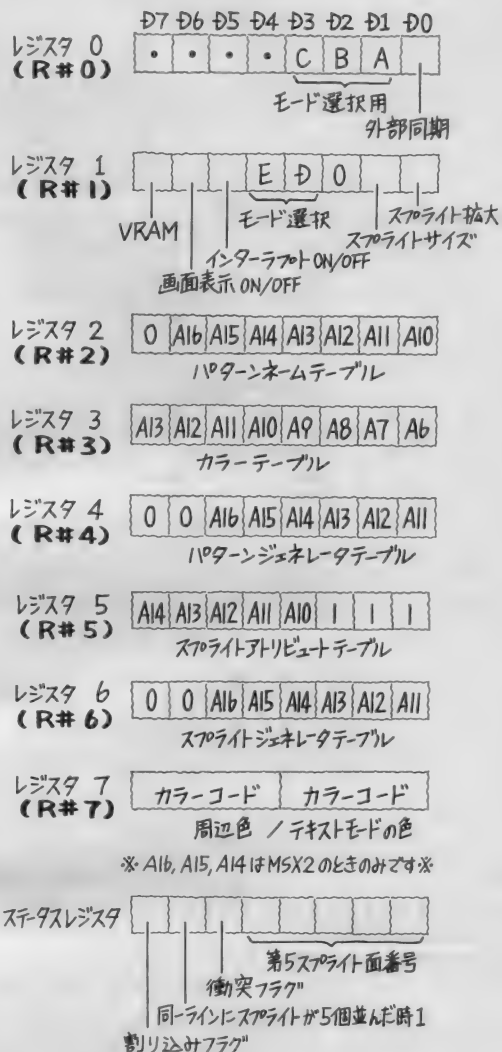 D7 D6 D5 D4 D3 D2 D1 D0
レジスタ 0
(R#0)
・ ・ ・ ・ C B A
モード選択用
外部同期
レジスタ 1
(R#1)
E D 0
モード選択
スプライト拡大
VRAM
スプライトサイズ
インターラプトON/OFF
画面表示ON/OFF
レジスタ 2
(R#2)
0 A16 A15 A14 A13 A12 A11 A10
パターンネームテーブル
レジスタ 3
(R#3)
A13 A12 A11 A10 A9 A8 A7 A6
カラーテーブル
レジスタ 4
(R#4)
0 0 A16 A15 A14 A13 A12 A11
パターンジェネレータテーブル
レジスタ 5
(R#5)
A14 A13 A12 A11 A10 1 1 1
スプライトアトリビュートテーブル
レジスタ 6
(R#6)
0 0 A16 A15 A14 A13 A12 A11
スプライトジェネレータテーブル
レジスタ 7
(R#7)
カラーコード カラーコード
周辺色 / テキストモードの色
※A16, A15, A14はMSX2のときのみです※
ステータスレジスタ
第5スプライト面番号
衝突フラグ
同一ラインにスプライトが5個並んだ時1
割り込みフラグ